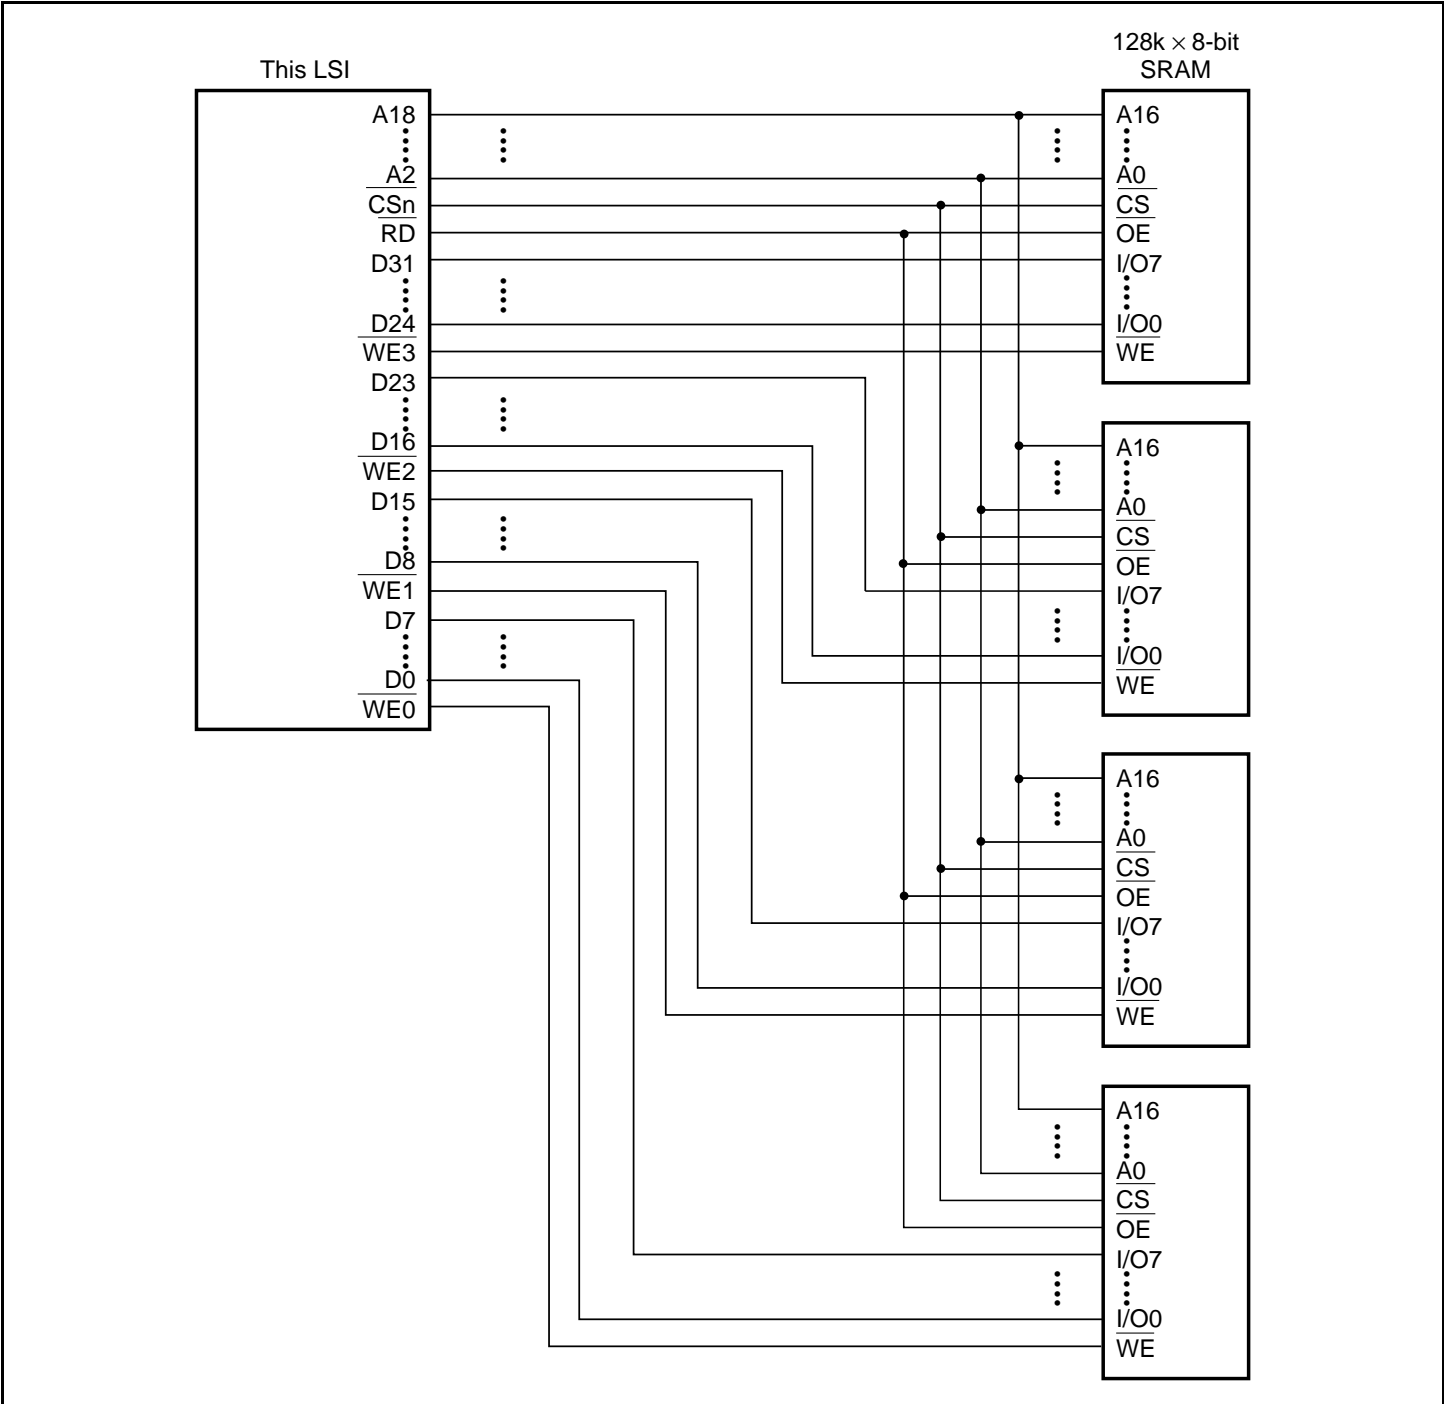 This LSI
A18
A2
CSn
RD
D31
D24
WE3
D23
D16
WE2
D15
D8
WE1
D7
D0
WE0
128k × 8-bit
SRAM
A16
A0
CS
OE
I/O7
I/O0
WE
A16
A0
CS
OE
I/O7
I/O0
WE
A16
A0
CS
OE
I/O7
I/O0
WE
A16
A0
CS
OE
I/O7
I/O0
WE